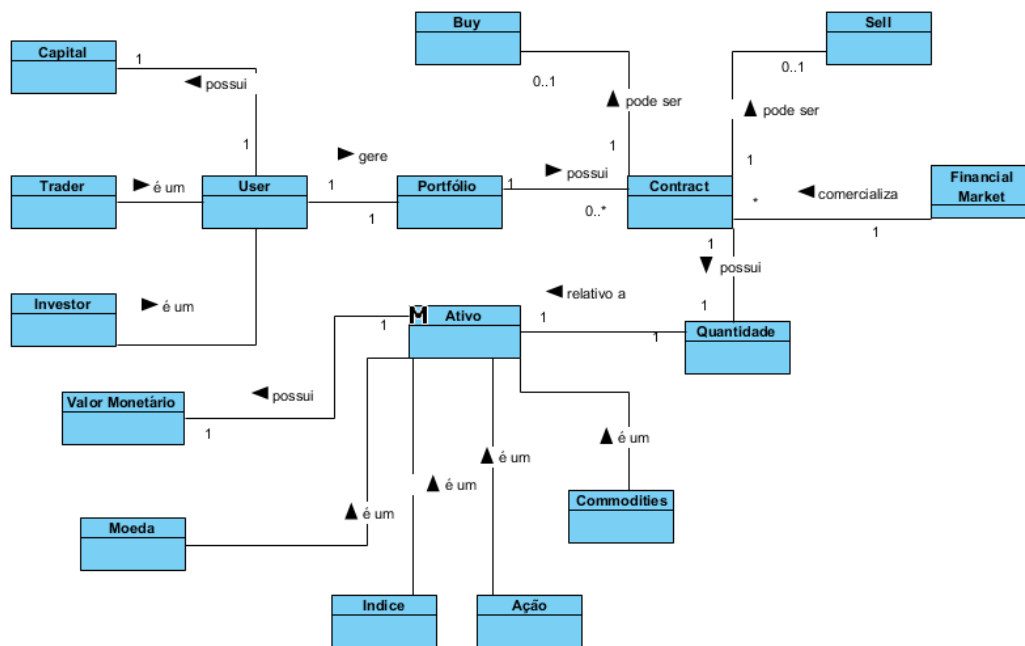 Buy
Sell
Capital
1
possui
0..1
0..1
pode ser
pode ser
1
gere
1
1
possui
Trader
é um
User
1
1
Portfólio
1
0..*
Contract
1
*
comercializa
1
Financial
Market
Investor
é um
1
possui
relativo a
1
M
Ativo
1
1
1
Quantidade
Valor Monetário
possui
1
é um
é um
é um
é um
Commodities
Moeda
Indice
Ação